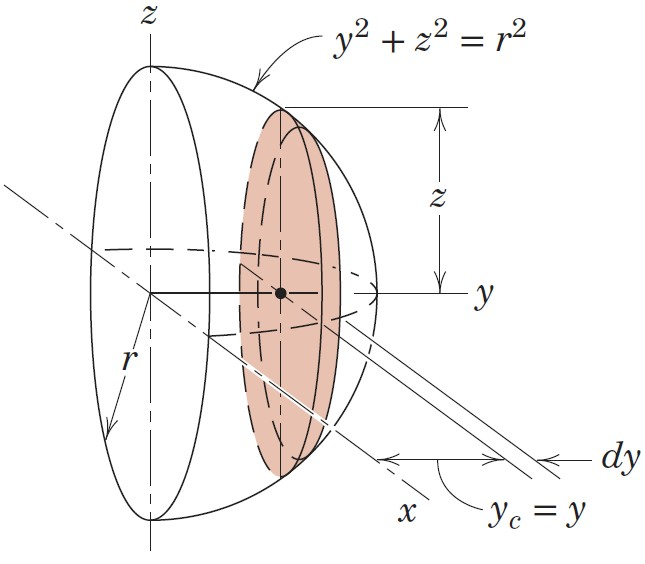 z
y² + z² = r²
z
y
r
dy
x
y_c = y